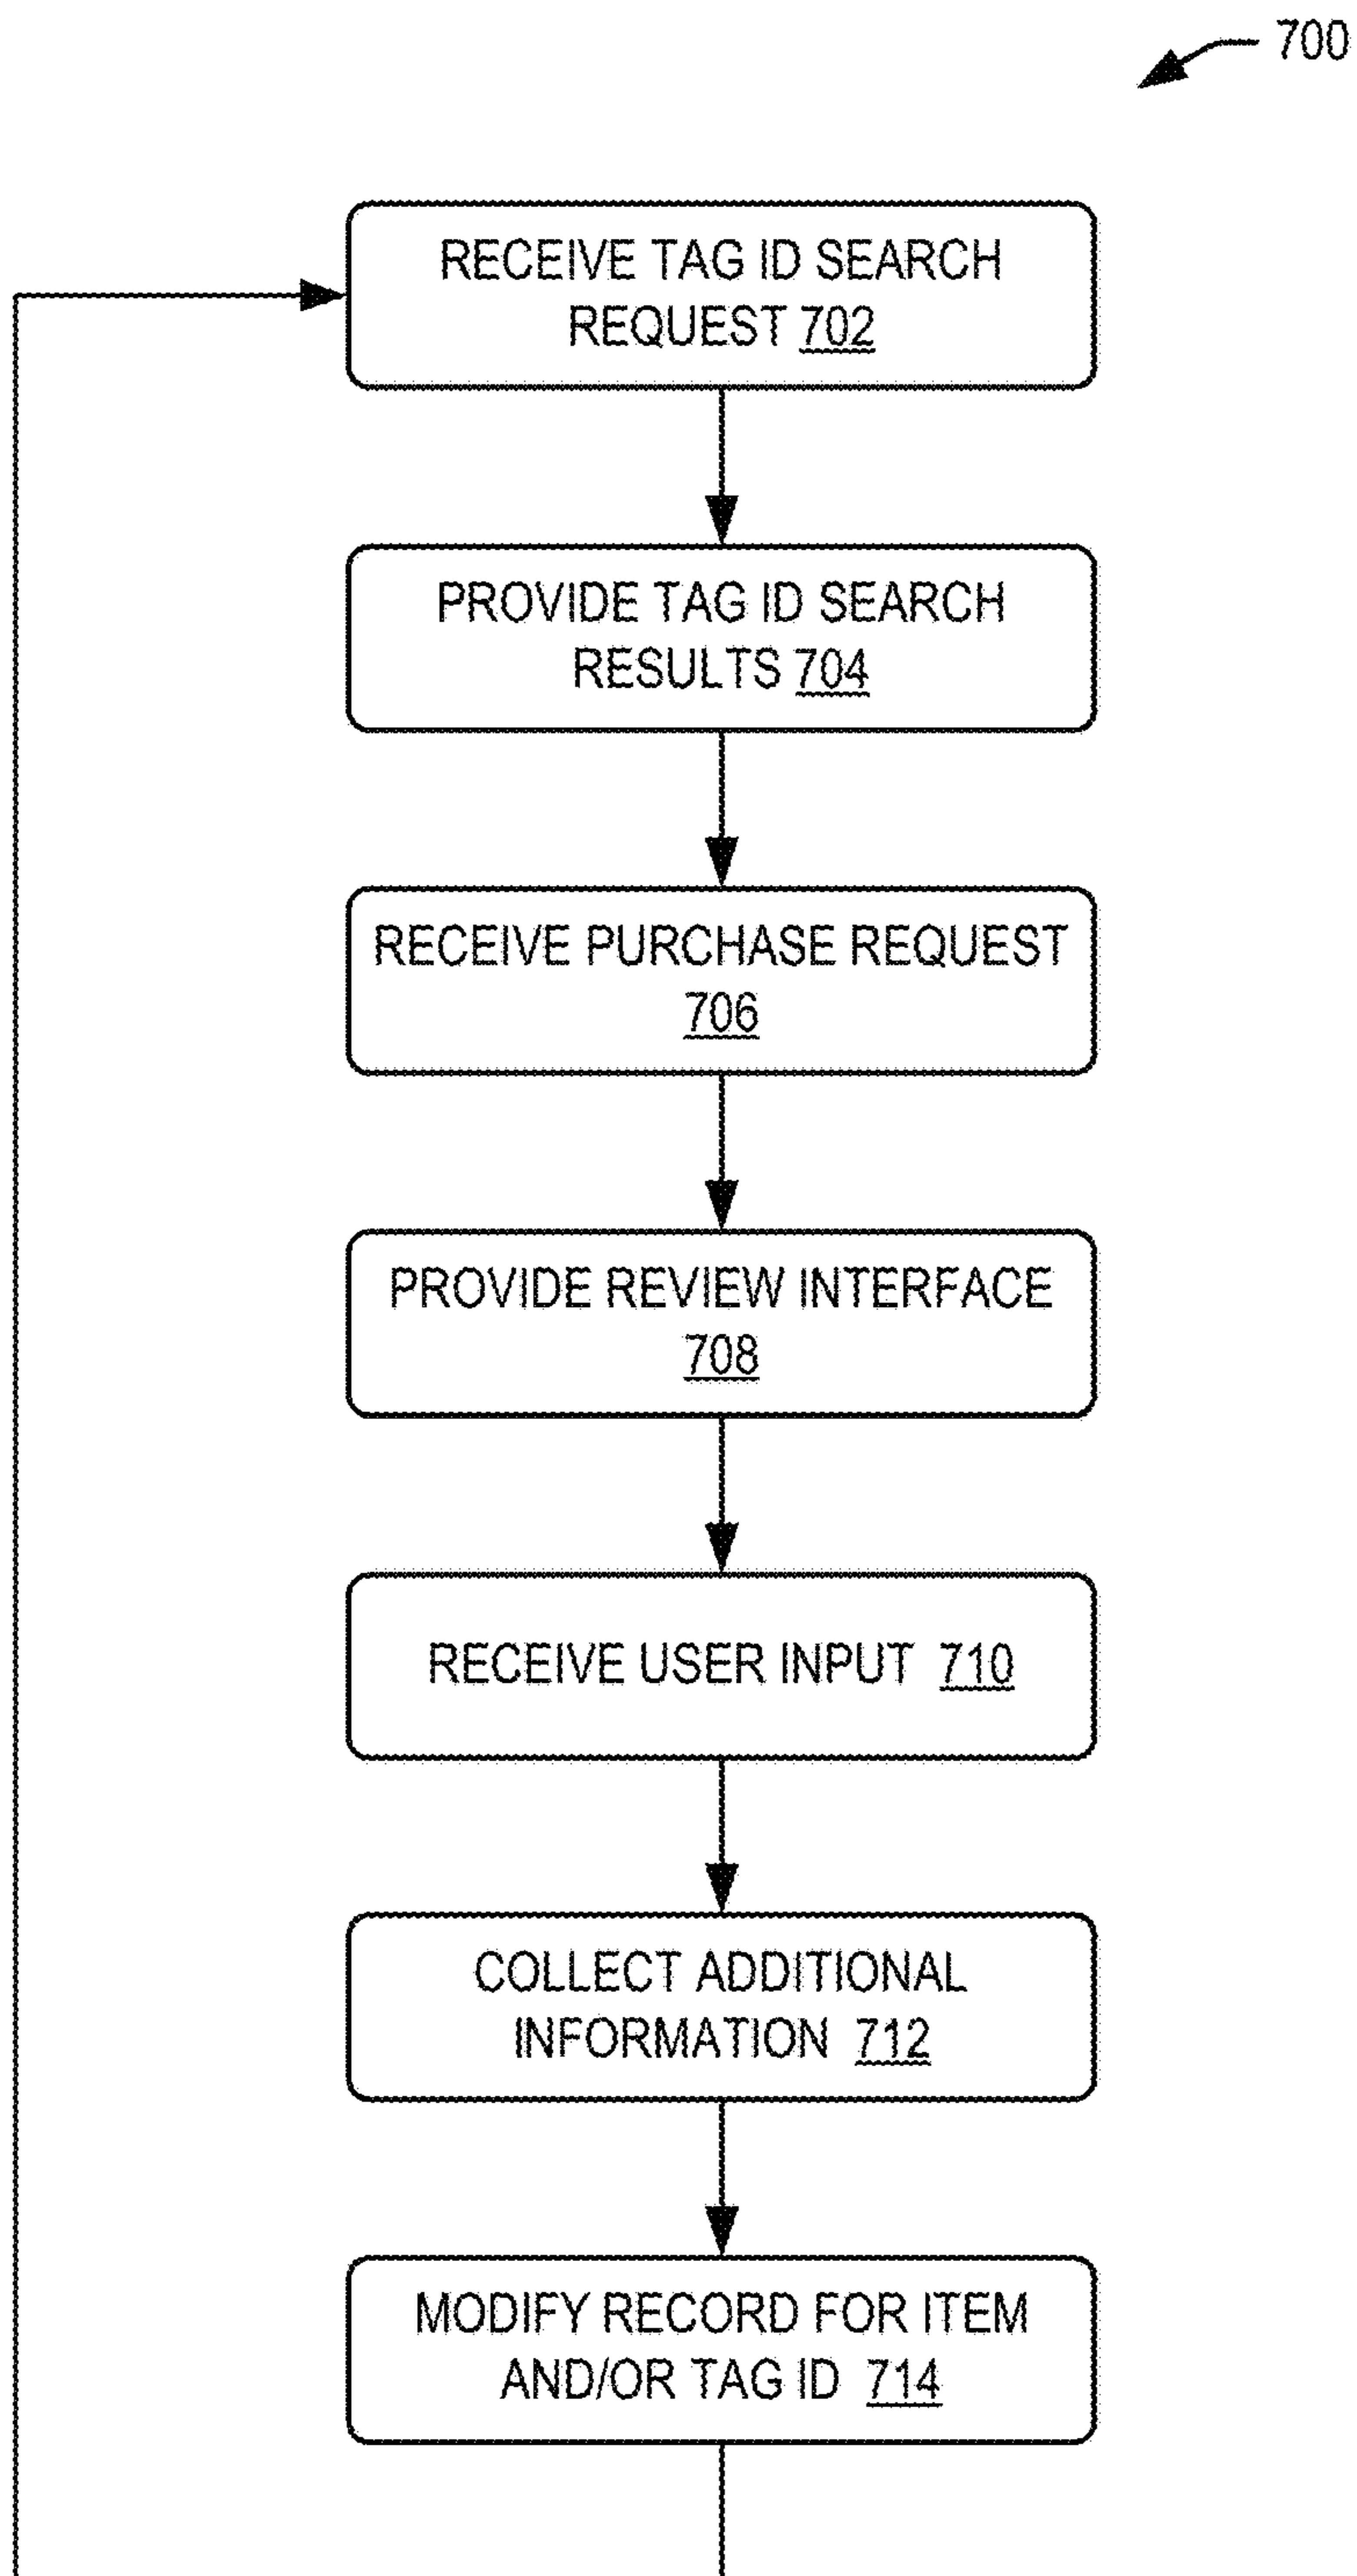 700
RECEIVE TAG ID SEARCH
REQUEST 702
PROVIDE TAG ID SEARCH
RESULTS 704
RECEIVE PURCHASE REQUEST
706
PROVIDE REVIEW INTERFACE
708
RECEIVE USER INPUT 710
COLLECT ADDITIONAL
INFORMATION 712
MODIFY RECORD FOR ITEM
AND/OR TAG ID 714